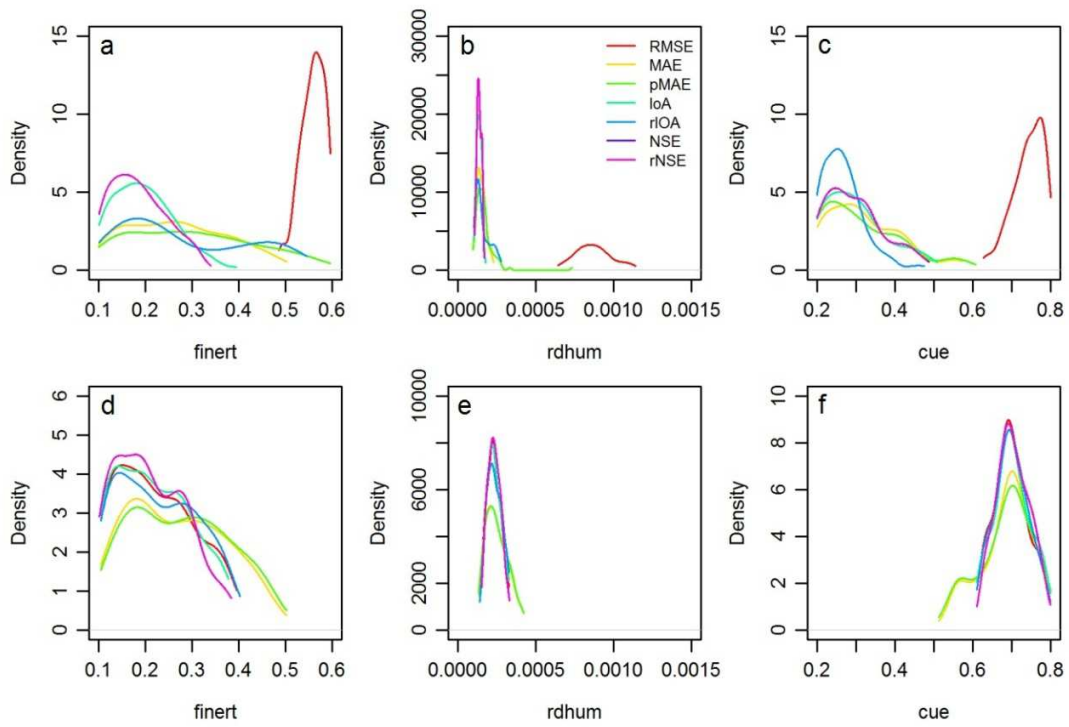 a
Density
0 5 10 15
0.1 0.2 0.3 0.4 0.5 0.6
finert
b
Density
0 10000 20000 30000
0.0000 0.0005 0.0010 0.0015
rdhum
RMSE
MAE
pMAE
IoA
rIOA
NSE
rNSE
c
Density
0 5 10 15
0.2 0.4 0.6 0.8
cue
d
Density
0 1 2 3 4 5 6
0.1 0.2 0.3 0.4 0.5 0.6
finert
e
Density
0 2000 6000 10000
0.0000 0.0005 0.0010 0.0015
rdhum
f
Density
0 2 4 6 8 10
0.2 0.4 0.6 0.8
cue